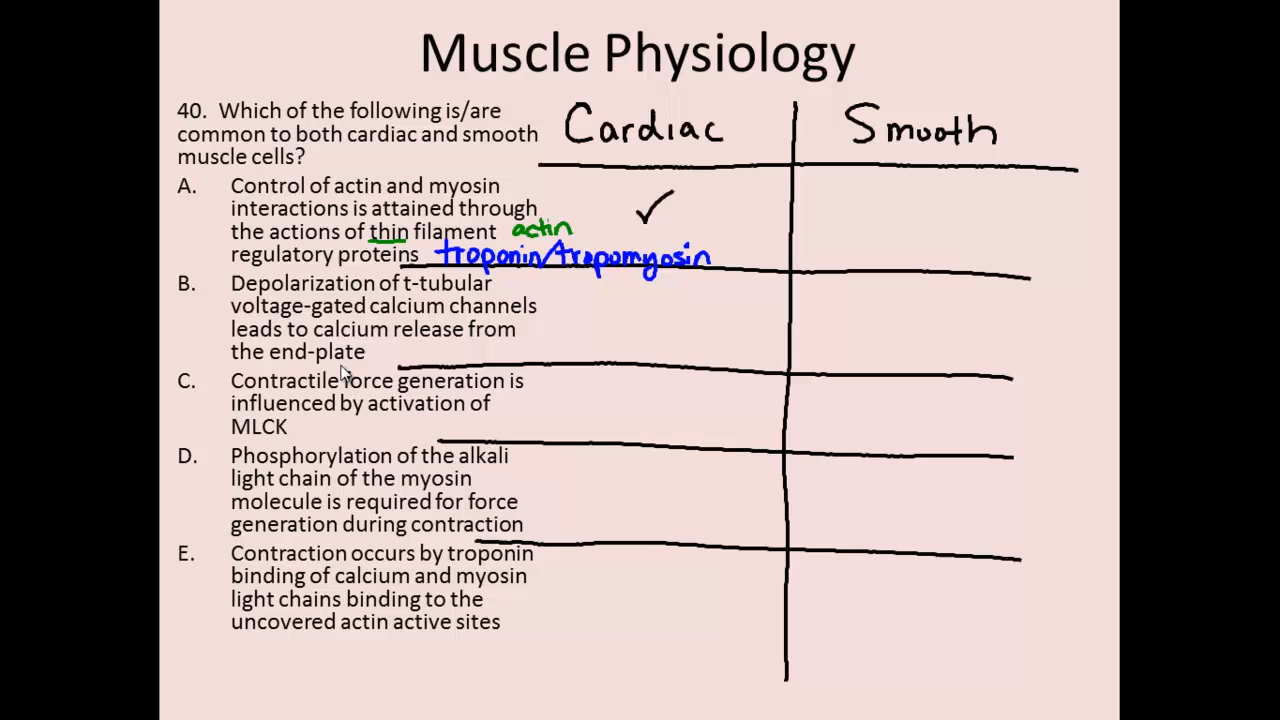 Muscle Physiology
40. Which of the following is/are
common to both cardiac and smooth
muscle cells?
Cardiac
Smooth
A. Control of actin and myosin
interactions is attained through
the actions of thin filament actin
regulatory proteins troponin/tropomyosin
B. Depolarization of t-tubular
voltage-gated calcium channels
leads to calcium release from
the end-plate
C. Contractile force generation is
influenced by activation of
MLCK
D. Phosphorylation of the alkali
light chain of the myosin
molecule is required for force
generation during contraction
E. Contraction occurs by troponin
binding of calcium and myosin
light chains binding to the
uncovered actin active sites